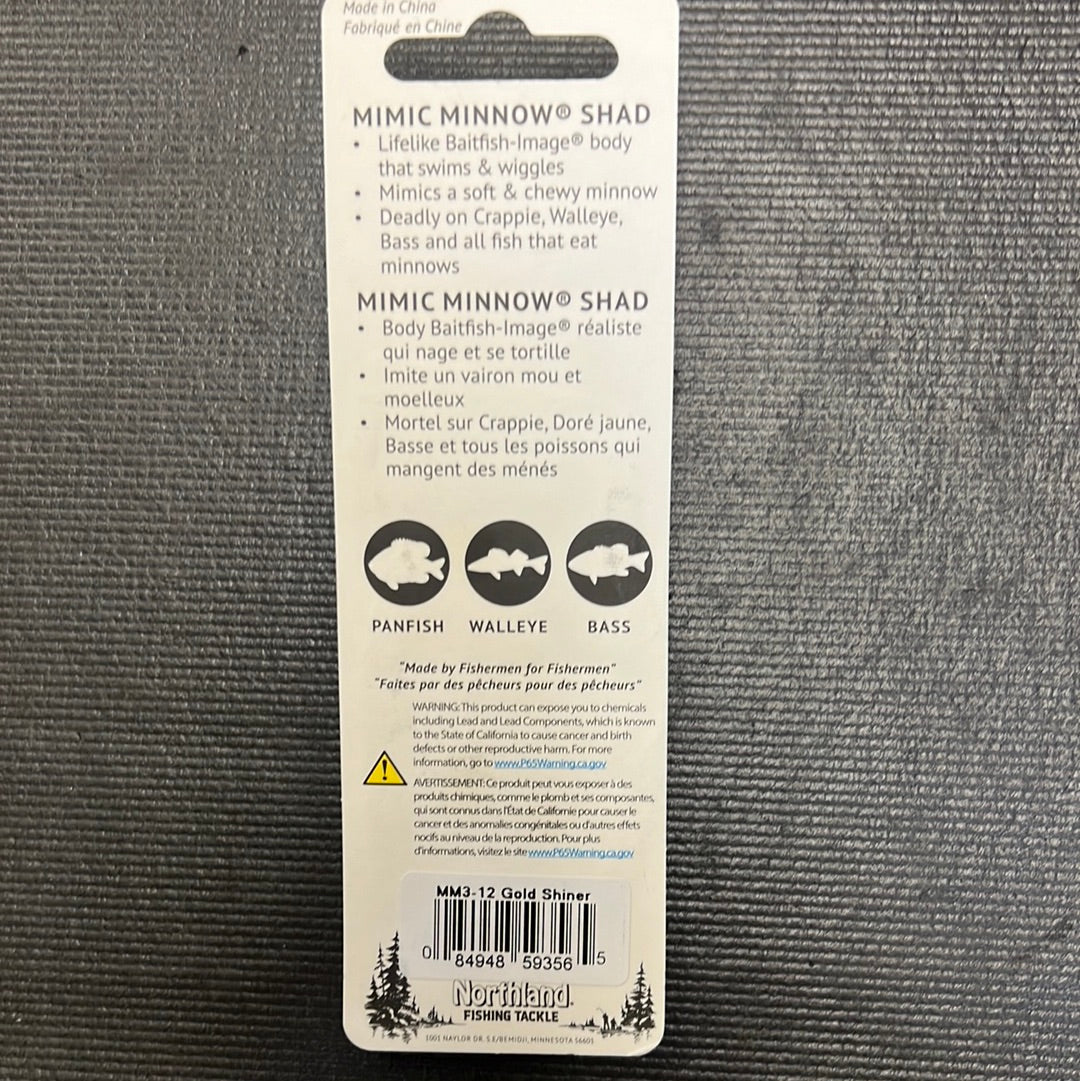 Made in China
Fabriqué en Chine
MIMIC MINNOW® SHAD
• Lifelike Baitfish-Image® body
that swims & wiggles
• Mimics a soft & chewy minnow
• Deadly on Crappie, Walleye,
Bass and all fish that eat
minnows
MIMIC MINNOW® SHAD
• Body Baitfish-Image® réaliste
qui nage et se tortille
• Imite un vairon mou et
moelleux
• Mortel sur Crappie, Doré jaune,
Basse et tous les poissons qui
mangent des ménés
PANFISH WALLEYE BASS
"Made by Fishermen for Fishermen"
"Faites par des pêcheurs pour des pêcheurs"
WARNING: This product can expose you to chemicals
including Lead and Lead Components, which is known
to the State of California to cause cancer and birth
defects or other reproductive harm. For more
information, go to www.P65Warning.ca.gov
AVERTISSEMENT: Ce produit peut vous exposer à des
produits chimiques, comme le plomb et ses composantes,
qui sont connus dans l'État de Californie pour causer le
cancer et des anomalies congénitales ou d'autres effets
nocifs au niveau de la reproduction. Pour plus
d'informations, visitez le site www.P65Warning.ca.gov
MM3-12 Gold Shiner
0 84948 59356 5
Northland.
FISHING TACKLE
1001 NAYLOR DR. S.E/BEMIDJI, MINNESOTA 56601